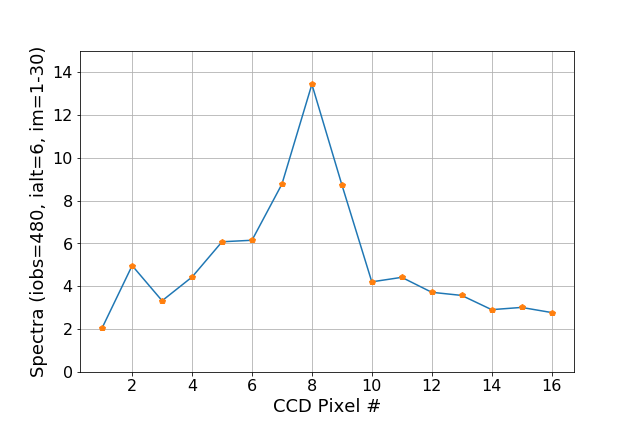 Spectra (iobs=480, ialt=6, im=1-30)
14
12
10
8
6
4
2
0
2 4 6 8 10 12 14 16
CCD Pixel #